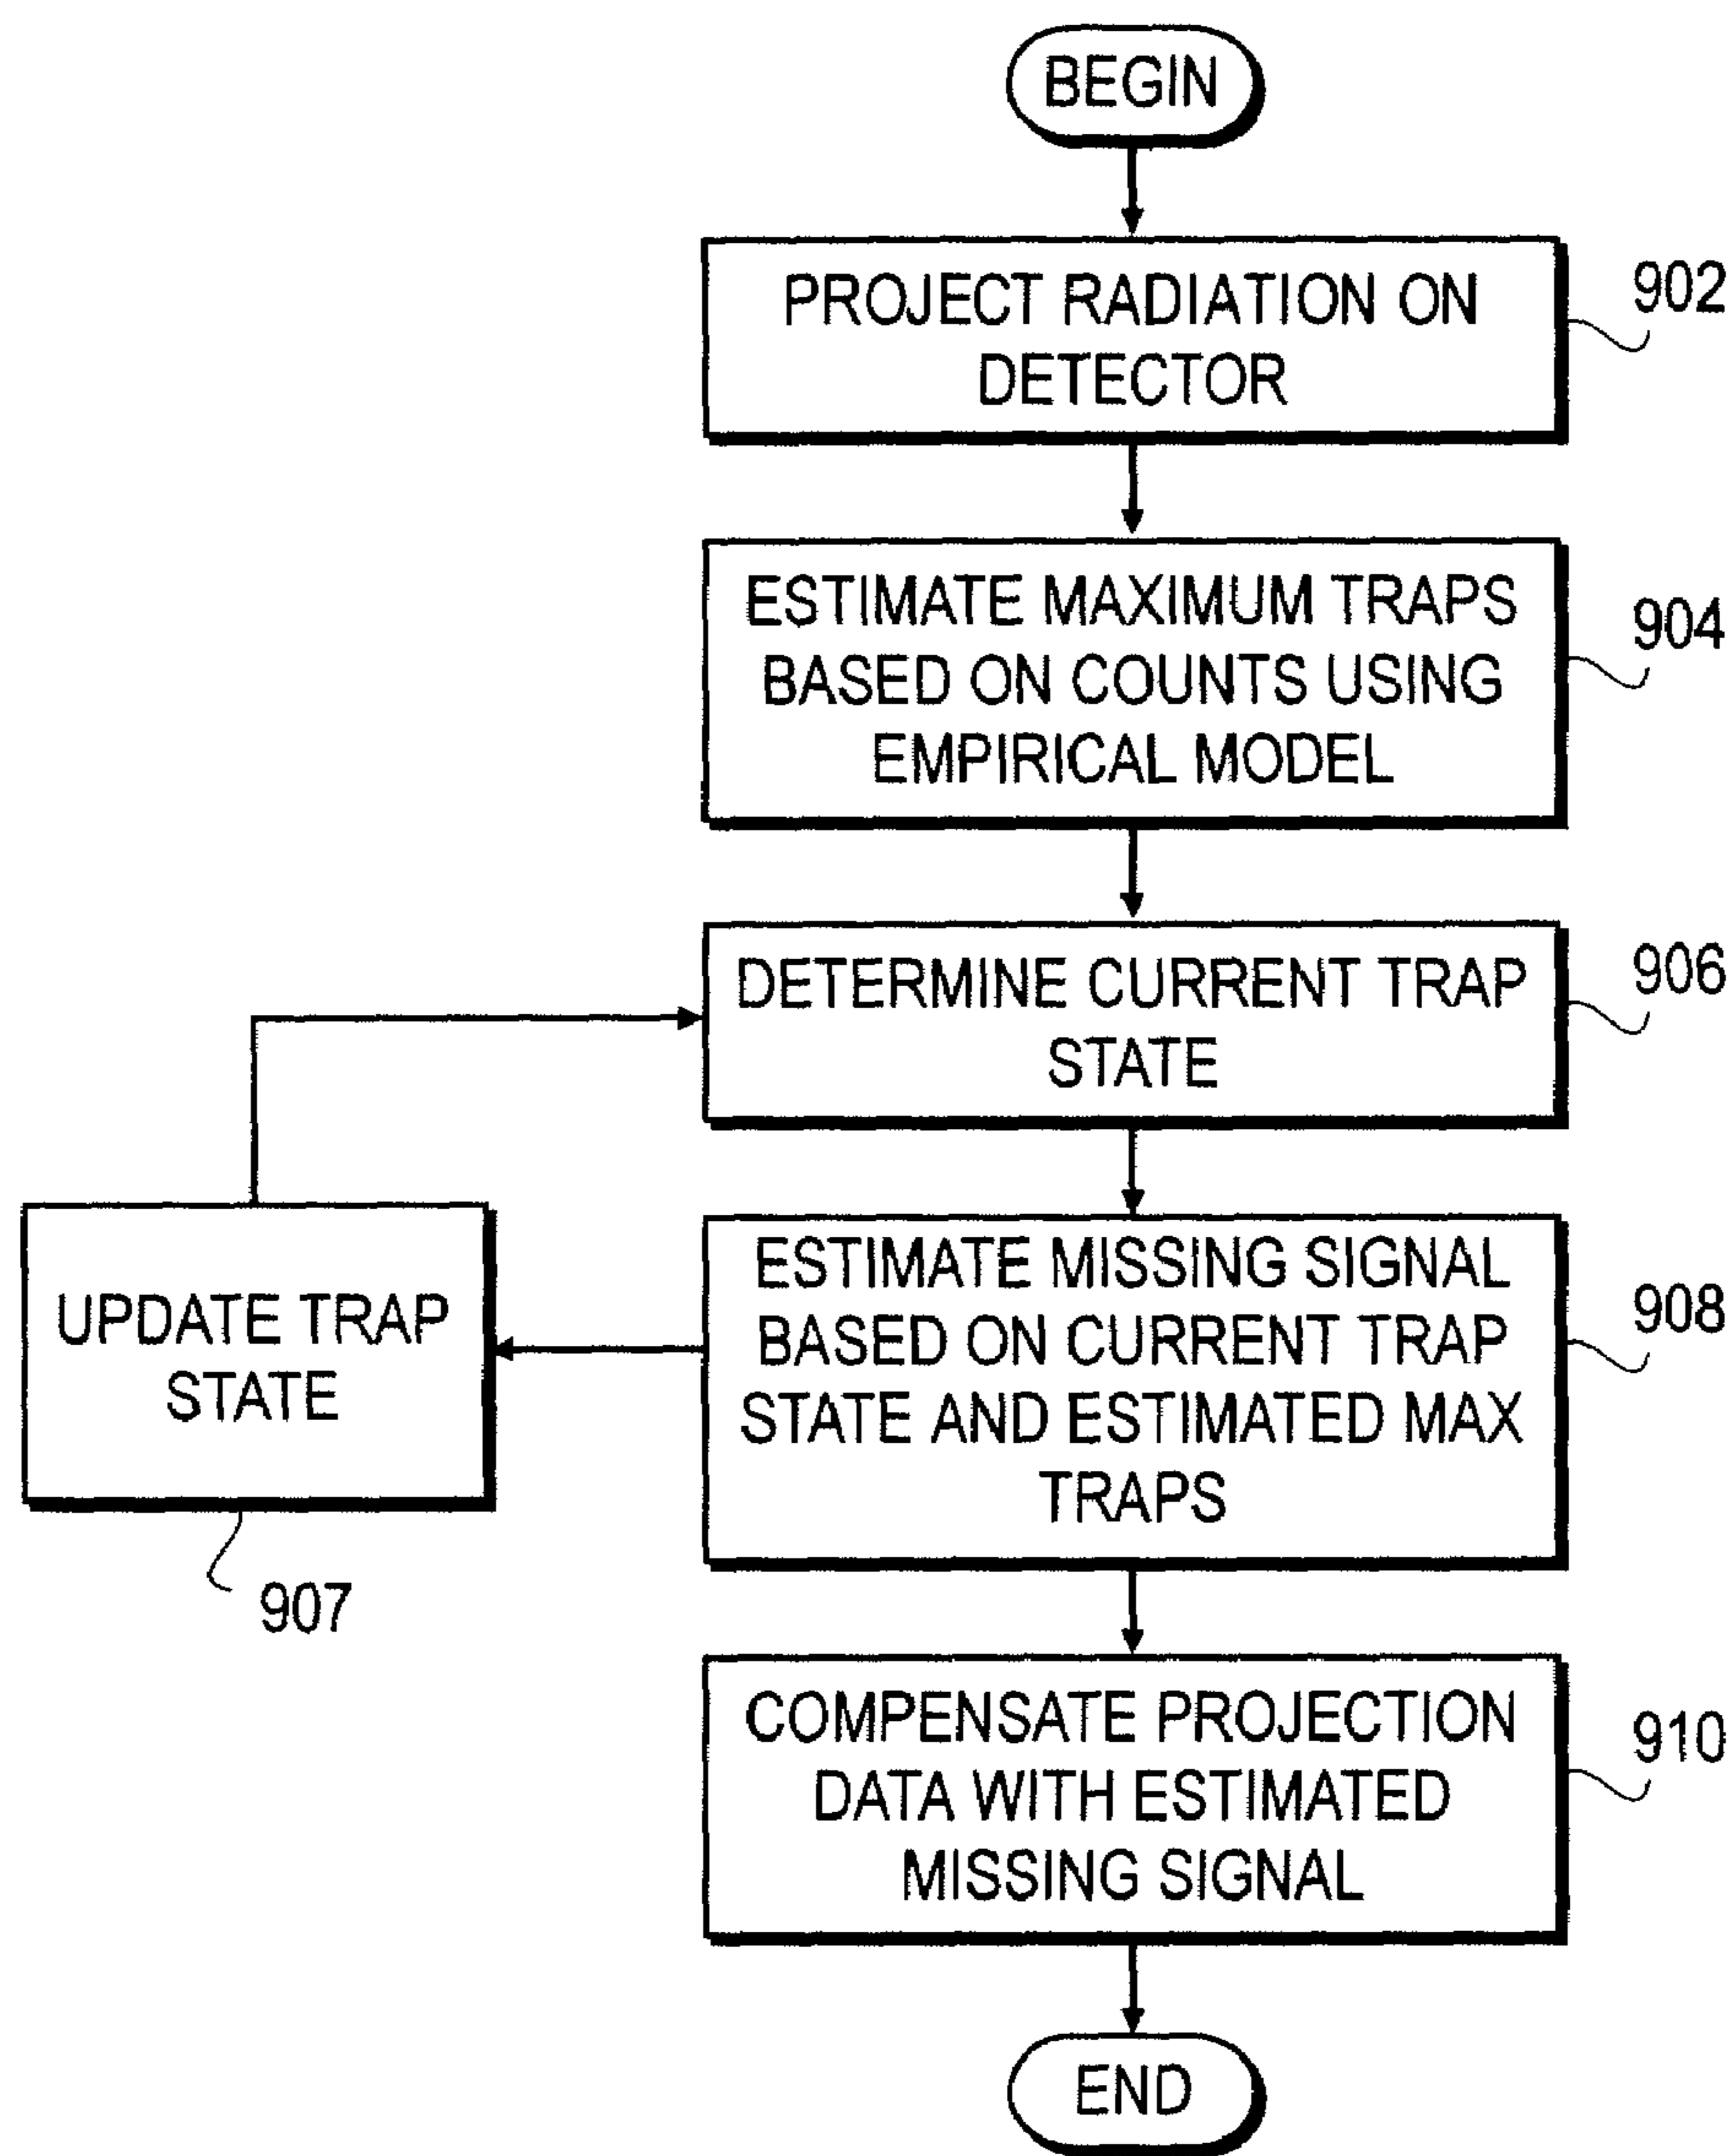 BEGIN
PROJECT RADIATION ON
DETECTOR
902
ESTIMATE MAXIMUM TRAPS
BASED ON COUNTS USING
EMPIRICAL MODEL
904
DETERMINE CURRENT TRAP
STATE
906
UPDATE TRAP
STATE
907
ESTIMATE MISSING SIGNAL
BASED ON CURRENT TRAP
STATE AND ESTIMATED MAX
TRAPS
908
COMPENSATE PROJECTION
DATA WITH ESTIMATED
MISSING SIGNAL
910
END